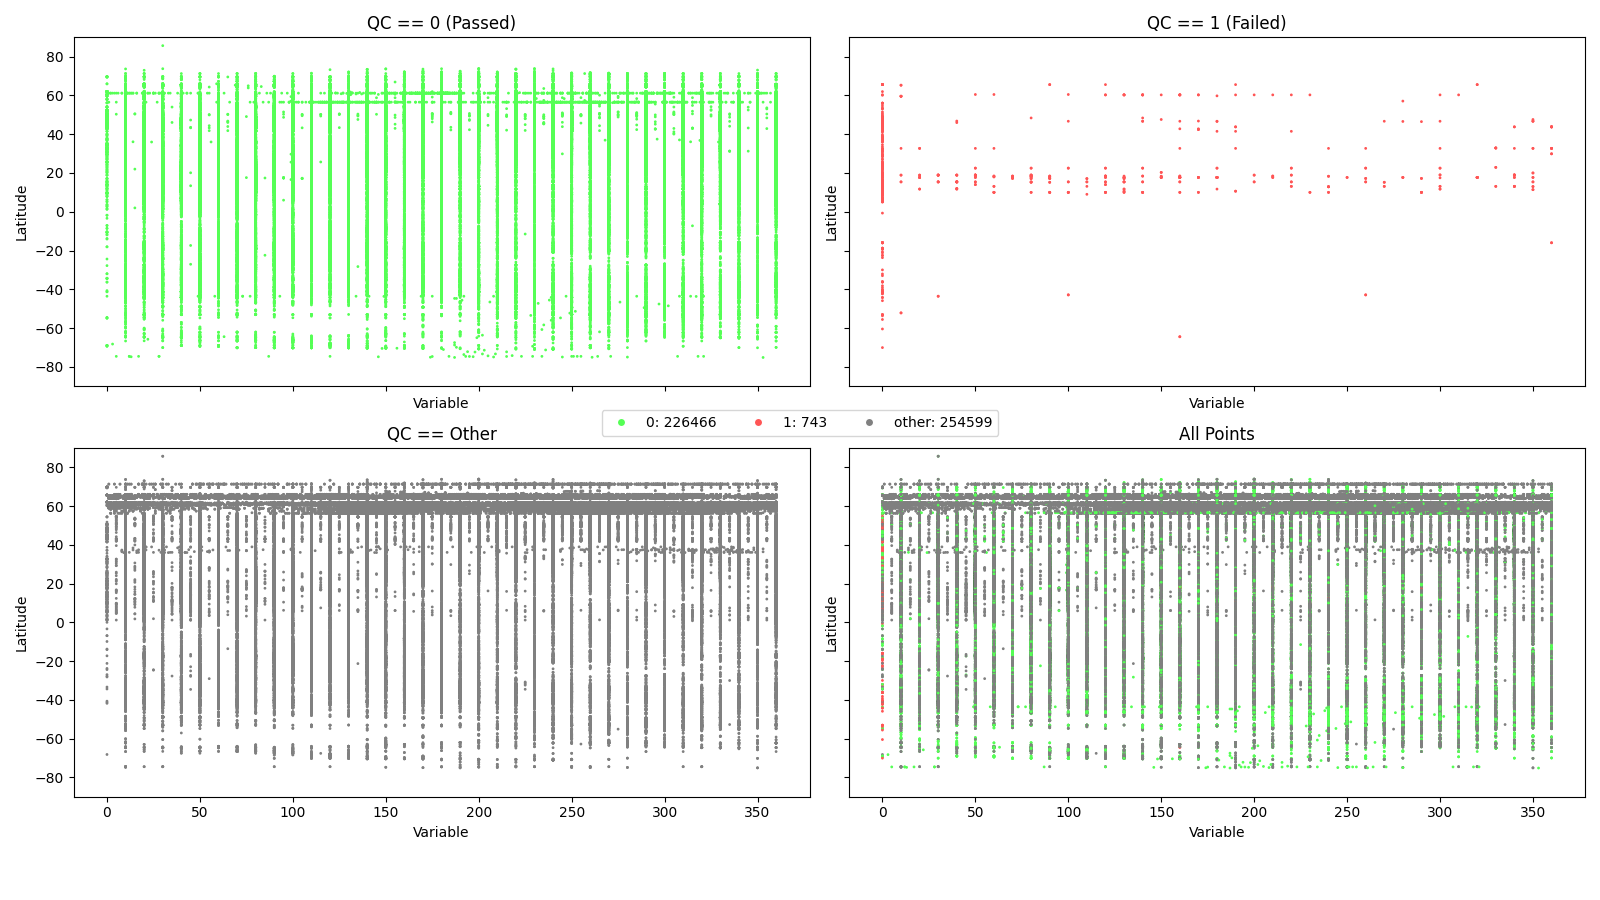 QC == 0 (Passed)
QC == 1 (Failed)
80
60
40
20
0
−20
−40
−60
−80
Latitude
Latitude
Variable
Variable
0: 226466
1: 743
other: 254599
QC == Other
All Points
80
60
40
20
0
−20
−40
−60
−80
Latitude
Latitude
0 50 100 150 200 250 300 350
0 50 100 150 200 250 300 350
Variable
Variable